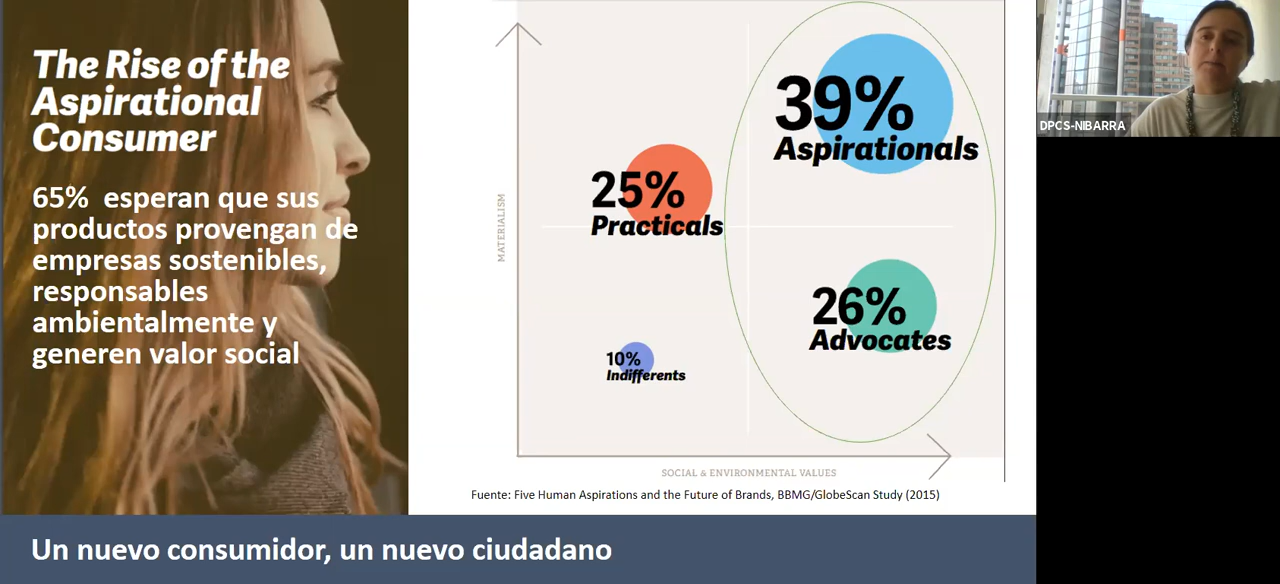 The Rise of the
Aspirational
Consumer
65%  esperan que sus
productos provengan de
empresas sostenibles,
responsables
ambientalmente y
generen valor social
MATERIALISM
39%
Aspirationals
25%
Practicals
26%
Advocates
10%
Indifferents
SOCIAL & ENVIRONMENTAL VALUES
Fuente: Five Human Aspirations and the Future of Brands, BBMG/GlobeScan Study (2015)
Un nuevo consumidor, un nuevo ciudadano
DPCS-NIBARRA